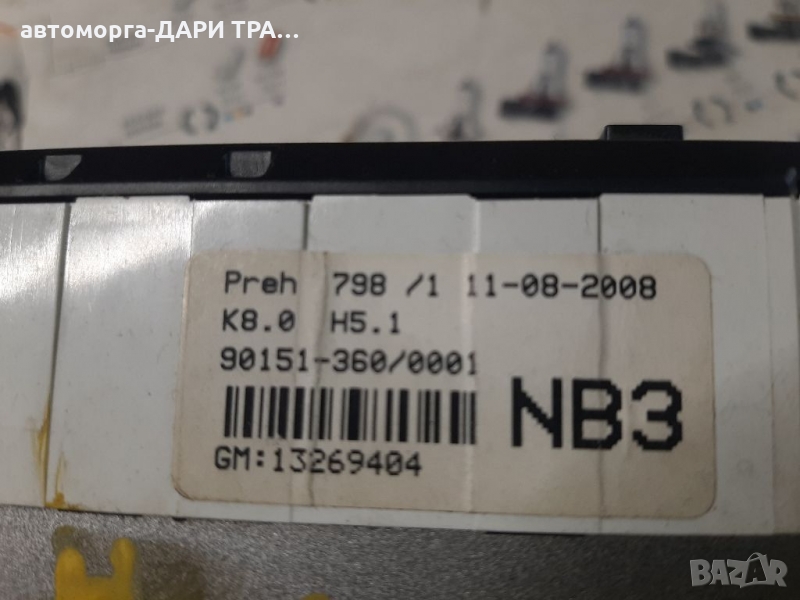 автоморга-ДАРИ ТРА...
Preh 798 /1 11-08-2008
K8.0 H5.1
90151-360/0001
NB3
GM:13269404
BAZAR